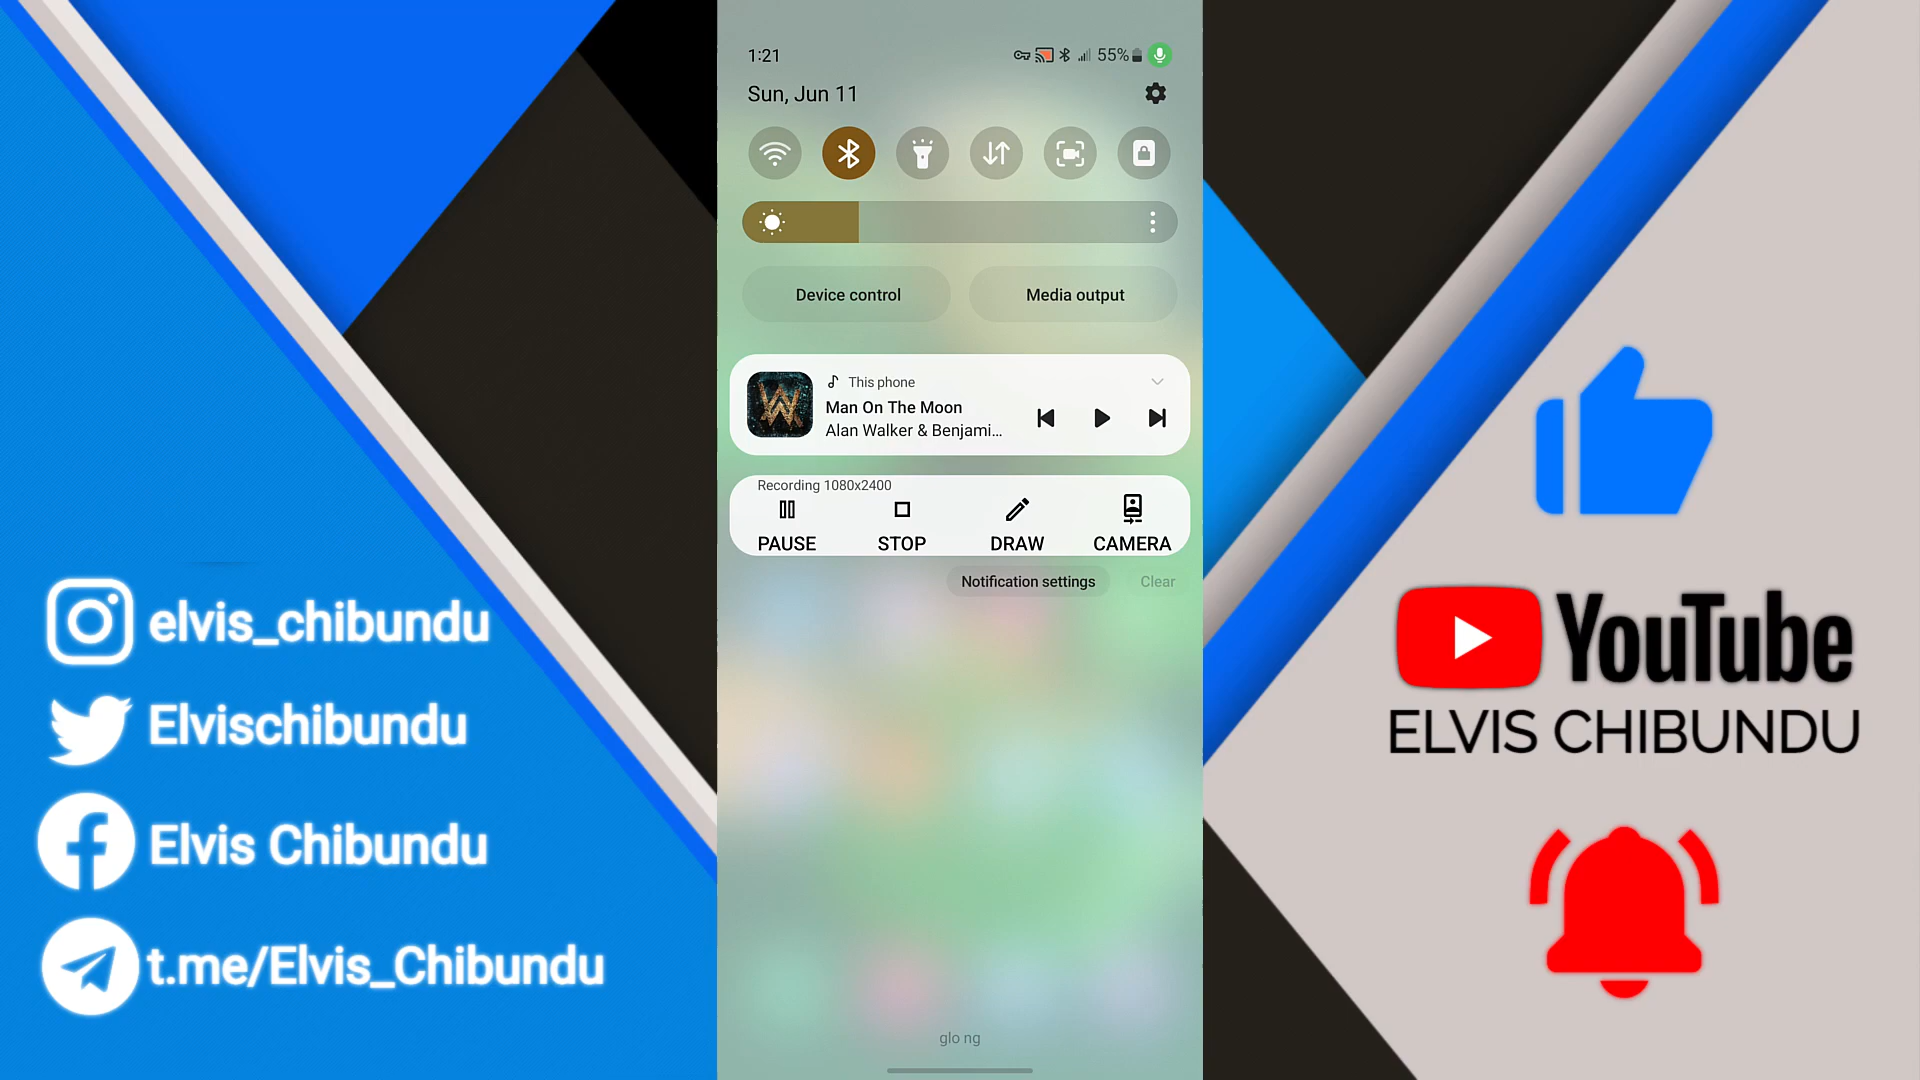 1:21
55%
Sun, Jun 11
Device control
Media output
This phone
Man On The Moon
Alan Walker & Benjami...
Recording 1080x2400
PAUSE
STOP
DRAW
CAMERA
Notification settings
Clear
glo ng
elvis_chibundu
Elvischibundu
Elvis Chibundu
t.me/Elvis_Chibundu
YouTube
ELVIS CHIBUNDU